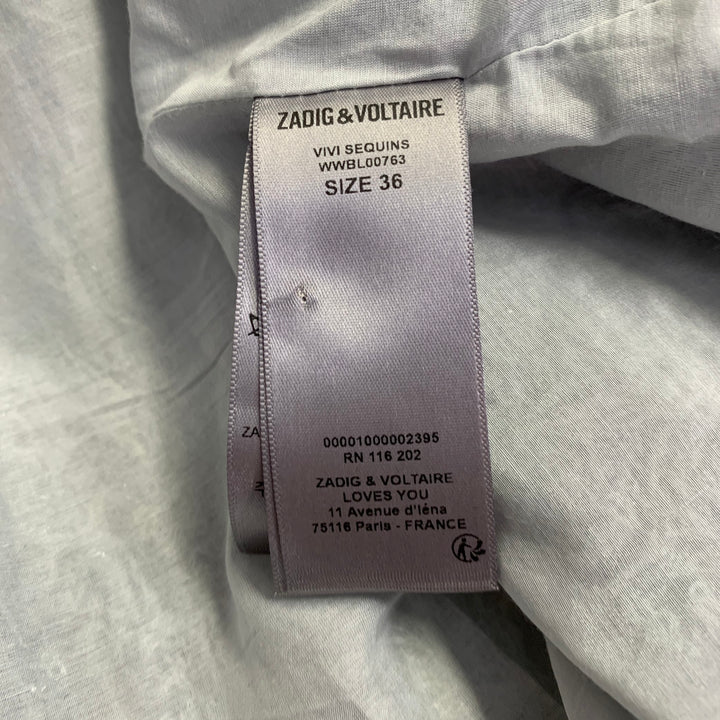 ZADIG&VOLTAIRE
VIVI SEQUINS
WWBL00763
SIZE 36
ZA
00001000002395
RN 116 202
ZADIG & VOLTAIRE
LOVES YOU
11 Avenue d'Iéna
75116 Paris - FRANCE